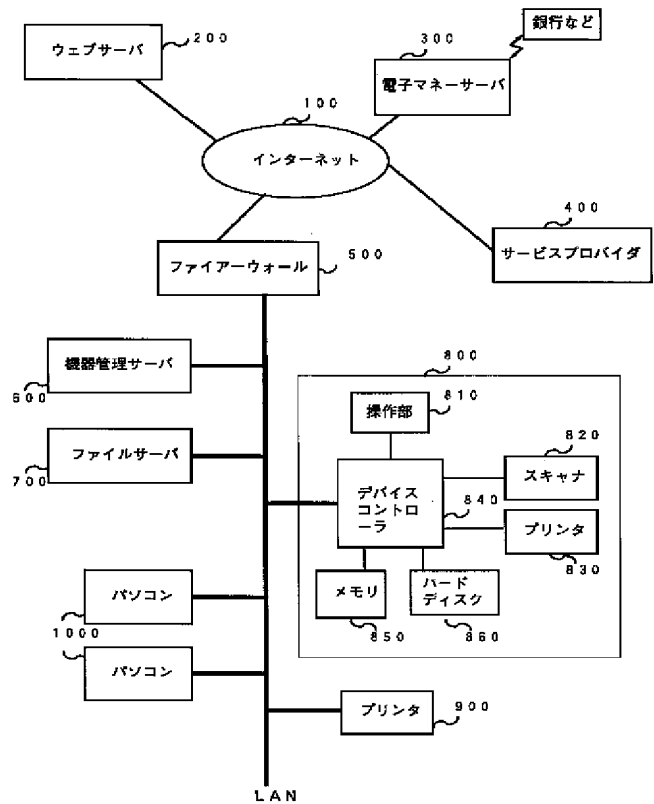 銀行など
ウェブサーバ
200
300
電子マネーサーバ
100
インターネット
400
サービスプロバイダ
ファイアーウォール
500
機器管理サーバ
600
ファイルサーバ
700
800
操作部
810
820
スキャナ
デバイス
コントロ
ーラ
840
プリンタ
830
メモリ
850
ハード
ディスク
860
パソコン
1000
パソコン
プリンタ
900
LAN